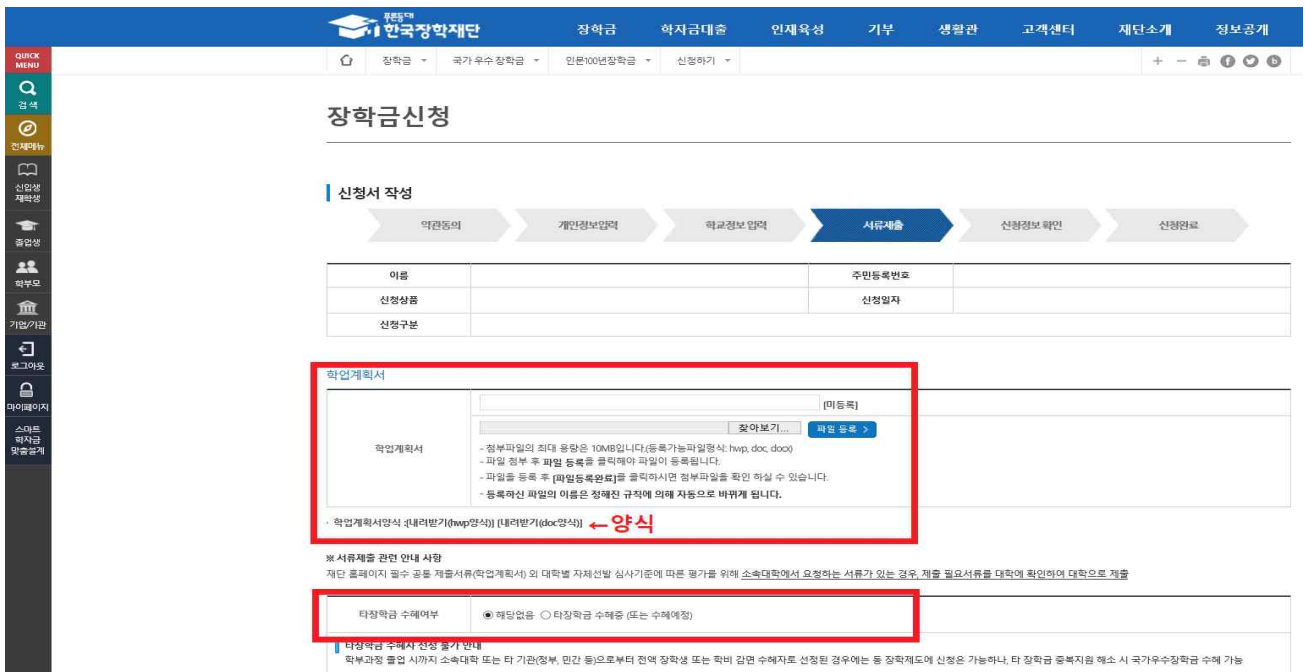 푸른등대
한국장학재단
장학금 학자금대출 인재육성 기부 생활관 고객센터 재단소개 정보공개
QUICK
MENU
장학금 국가 우수 장학금 인문100년장학금 신청하기
검색
전체메뉴
신입생
재학생
졸업생
학부모
기업/기관
로그아웃
마이페이지
스마트
학자금
맞춤설계
장학금신청
신청서 작성
약관동의 개인정보입력 학교정보 입력 서류제출 신청정보 확인 신청완료
이름 주민등록번호
신청상품 신청일자
신청구분
학업계획서
[미등록]
찾아보기... 파일 등록 >
학업계획서
- 첨부파일의 최대 용량은 10MB입니다.(등록가능파일형식: hwp, doc, docx)
- 파일 첨부 후 파일 등록을 클릭해야 파일이 등록됩니다.
- 파일을 등록 후 [파일등록완료]를 클릭하시면 첨부파일을 확인 하실 수 있습니다.
- 등록하신 파일의 이름은 정해진 규칙에 의해 자동으로 바뀌게 됩니다.
· 학업계획서양식 :[내려받기(hwp양식)] [내려받기(doc양식)] ←양식
※ 서류제출 관련 안내 사항
재단 홈페이지 필수 공통 제출서류(학업계획서) 외 대학별 자체선발 심사기준에 따른 평가를 위해 소속대학에서 요청하는 서류가 있는 경우, 제출 필요서류를 대학에 확인하여 대학으로 제출
타장학금 수혜여부 해당없음 타장학금 수혜중 (또는 수혜예정)
타장학금 수혜자 선정 불가 안내
학부과정 졸업 시까지 소속대학 또는 타 기관(정부, 민간 등)으로부터 전액 장학생 또는 학비 감면 수혜자로 선정된 경우에는 동 장학제도에 신청은 가능하나, 타 장학금 중복지원 해소 시 국가우수장학금 수혜 가능